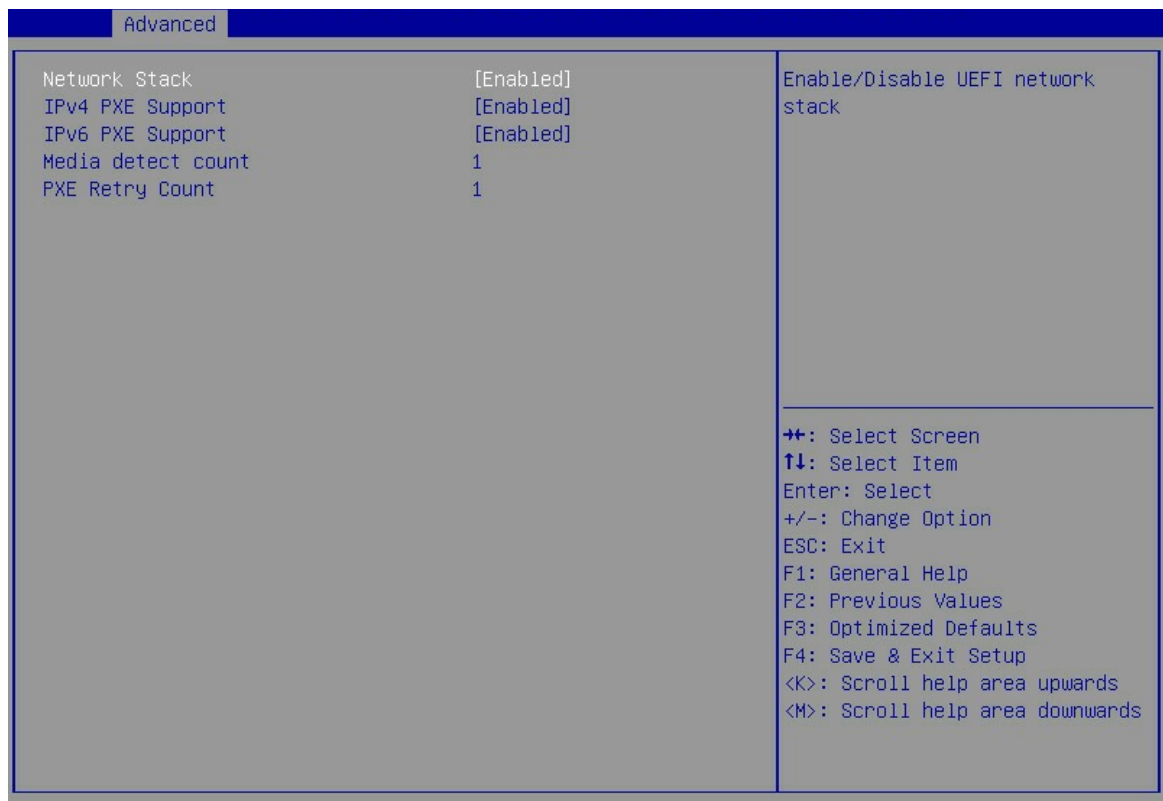 Advanced
Network Stack [Enabled]
IPv4 PXE Support [Enabled]
IPv6 PXE Support [Enabled]
Media detect count 1
PXE Retry Count 1
Enable/Disable UEFI network
stack
→←: Select Screen
↑↓: Select Item
Enter: Select
+/-: Change Option
ESC: Exit
F1: General Help
F2: Previous Values
F3: Optimized Defaults
F4: Save & Exit Setup
<K>: Scroll help area upwards
<M>: Scroll help area downwards